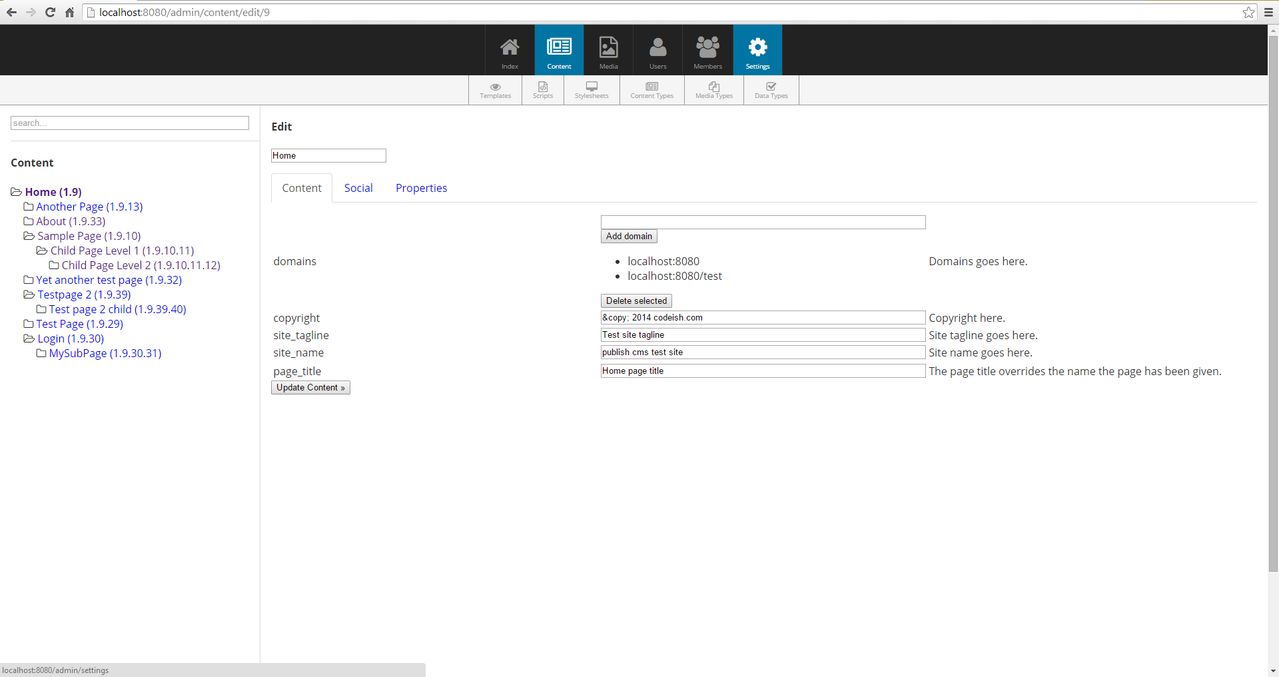 localhost:8080/admin/content/edit/9
Index Content Media Users Members Settings
Templates Scripts Stylesheets Content Types Media Types Data Types
search...
Content
Home (1.9)
Another Page (1.9.13)
About (1.9.33)
Sample Page (1.9.10)
Child Page Level 1 (1.9.10.11)
Child Page Level 2 (1.9.10.11.12)
Yet another test page (1.9.32)
Testpage 2 (1.9.39)
Test page 2 child (1.9.39.40)
Test Page (1.9.29)
Login (1.9.30)
MySubPage (1.9.30.31)
Edit
Home
Content Social Properties
Add domain
domains
localhost:8080
localhost:8080/test
Domains goes here.
Delete selected
copyright &copy; 2014 codeish.com Copyright here.
site_tagline Test site tagline Site tagline goes here.
site_name publish cms test site Site name goes here.
page_title Home page title The page title overrides the name the page has been given.
Update Content »
localhost:8080/admin/settings